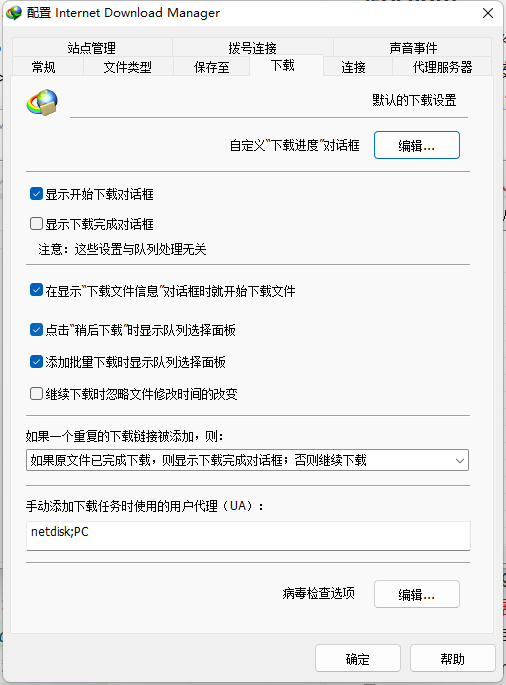 配置 Internet Download Manager
站点管理 拨号连接 声音事件
常规 文件类型 保存至 下载 连接 代理服务器
默认的下载设置
自定义“下载进度”对话框 编辑...
显示开始下载对话框
显示下载完成对话框
注意：这些设置与队列处理无关
在显示“下载文件信息”对话框时就开始下载文件
点击“稍后下载”时显示队列选择面板
添加批量下载时显示队列选择面板
继续下载时忽略文件修改时间的改变
如果一个重复的下载链接被添加，则：
如果原文件已完成下载，则显示下载完成对话框；否则继续下载
手动添加下载任务时使用的用户代理（UA）：
netdisk;PC
病毒检查选项 编辑...
确定 帮助